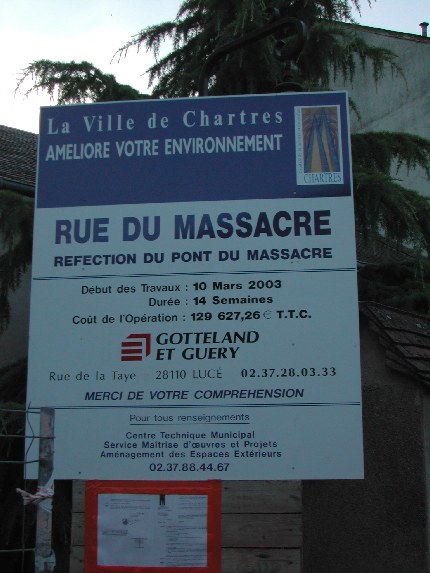 La Ville de Chartres
AMELIORE VOTRE ENVIRONNEMENT
CHARTRES
RUE DU MASSACRE
REFECTION DU PONT DU MASSACRE
Début des Travaux : 10 Mars 2003
Durée : 14 Semaines
Coût de l'Opération : 129 627,26 € T.T.C.
GOTTELAND
ET GUERY
Rue de la Taye - 28110 LUCÉ 02.37.28.03.33
MERCI DE VOTRE COMPREHENSION
Pour tous renseignements
Centre Technique Municipal
Service Maîtrise d'œuvres et Projets
Aménagement des Espaces Extérieurs
02.37.88.44.67